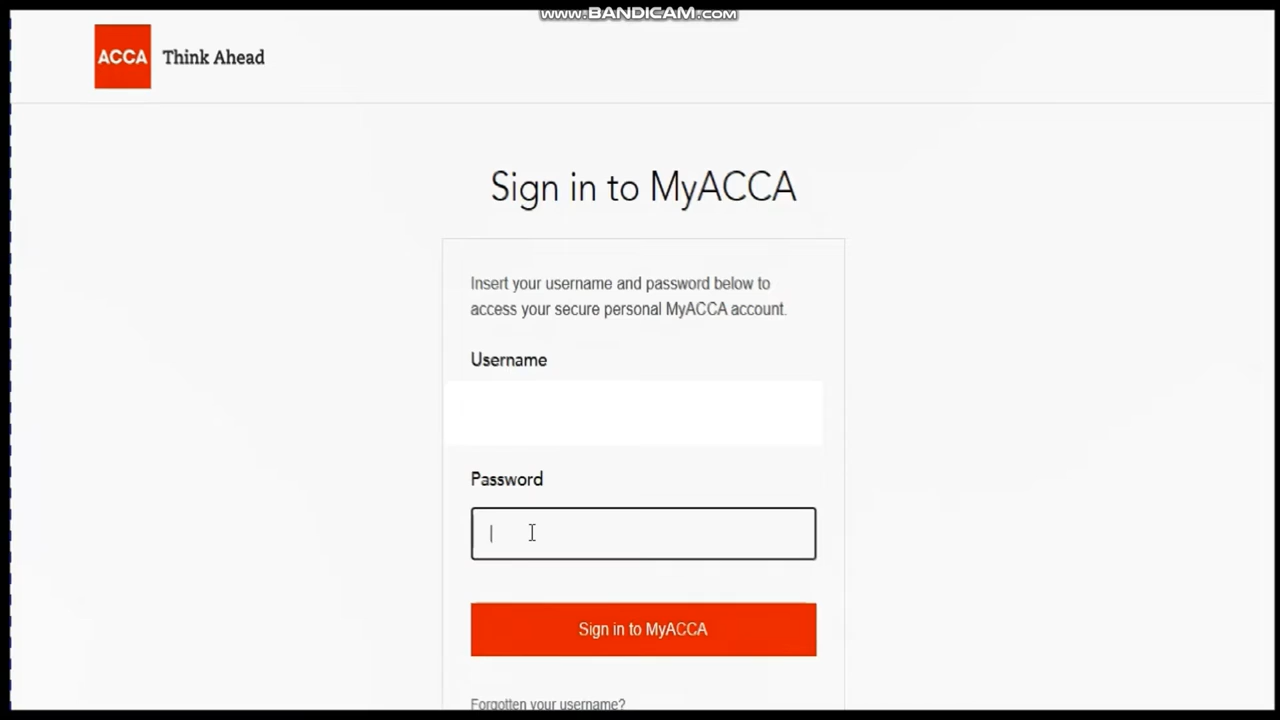 www.BANDICAM.com
ACCA Think Ahead
Sign in to MyACCA
Insert your username and password below to
access your secure personal MyACCA account.
Username
Password
Sign in to MyACCA
Forgotten your username?